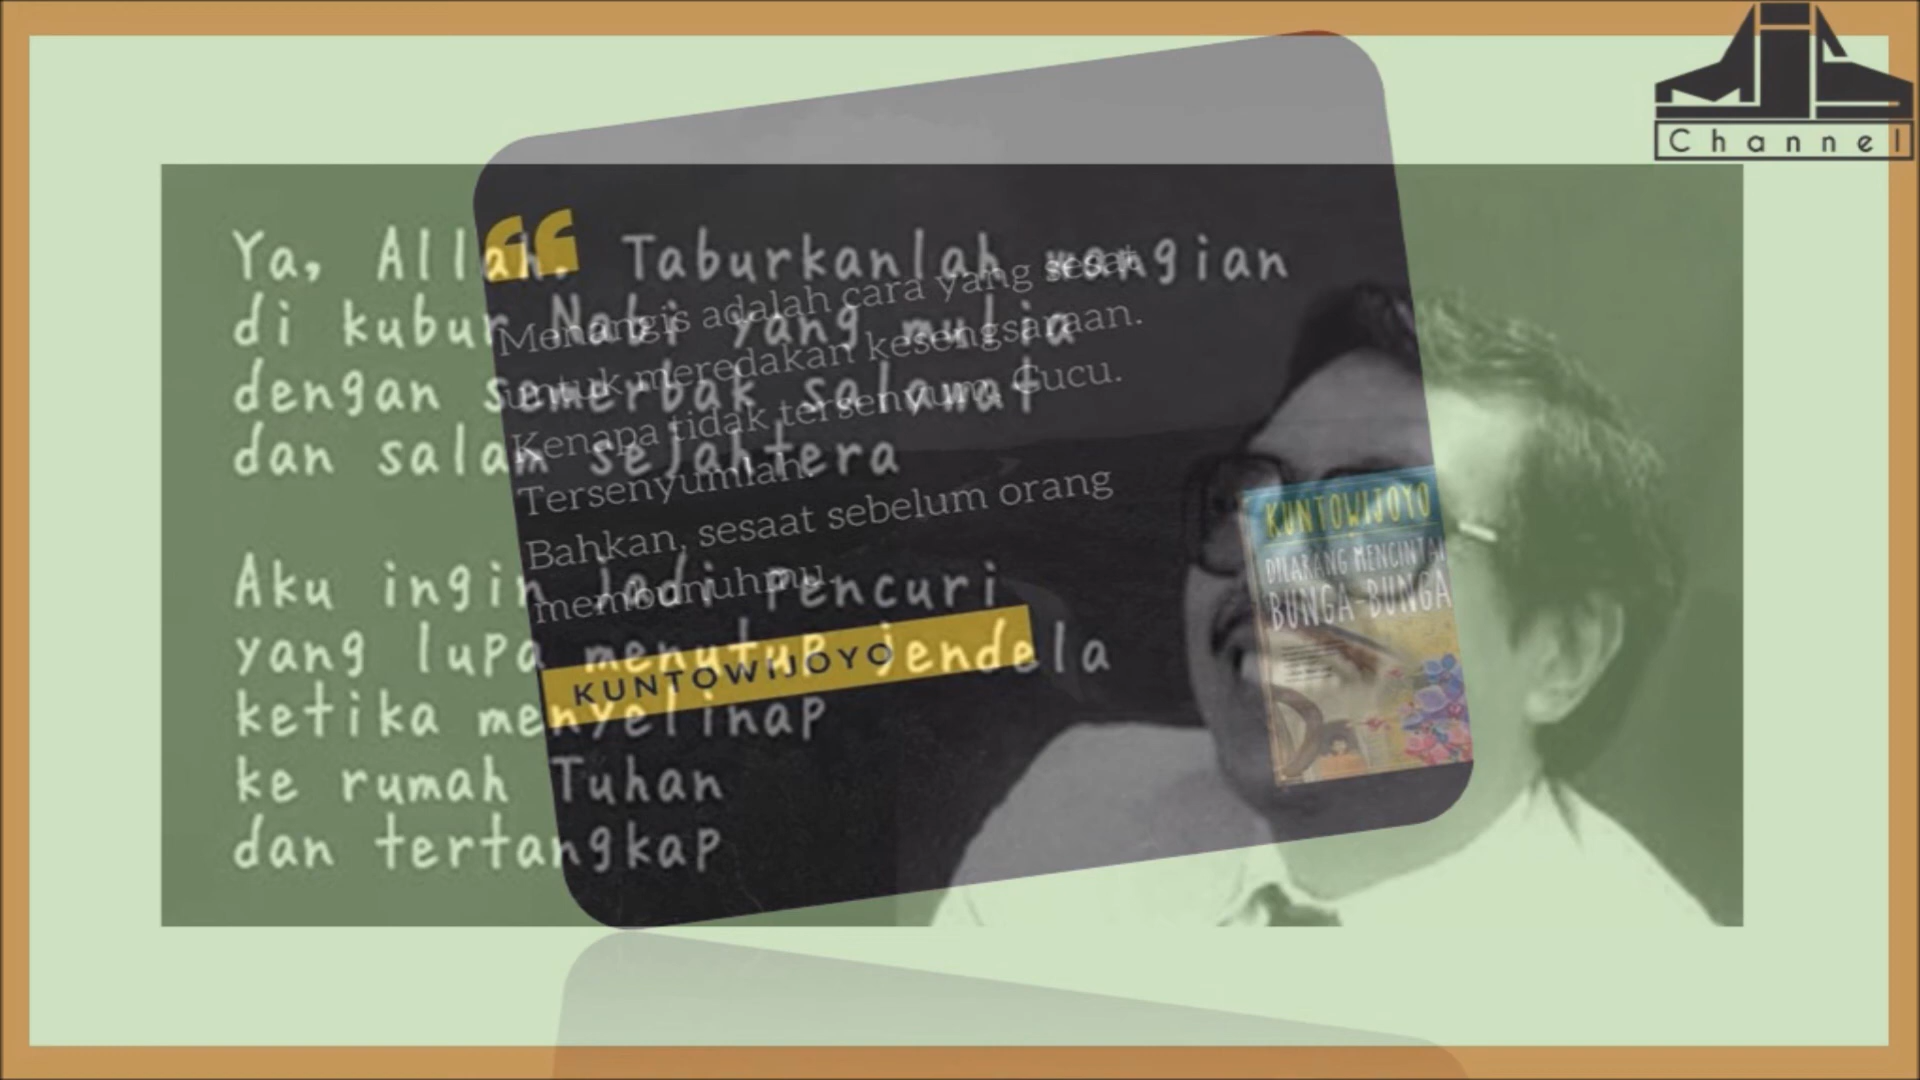 Ya, Allah. Taburkanlah wangian
di kubur Nabi yang mulia
dengan semerbak salawat
dan salam sejahtera
Aku ingin jadi pencuri
yang lupa menutup jendela
ketika menyelinap
ke rumah Tuhan
dan tertangkap
“
Menangis adalah cara yang sesat
untuk meredakan kesengsaraan.
Kenapa tidak tersenyum, Cucu.
Tersenyumlah.
Bahkan, sesaat sebelum orang
membunuhmu.
KUNTOWIJOYO
KUNTOWIJOYO
DILARANG MENCINTAI
BUNGA-BUNGA
Channel